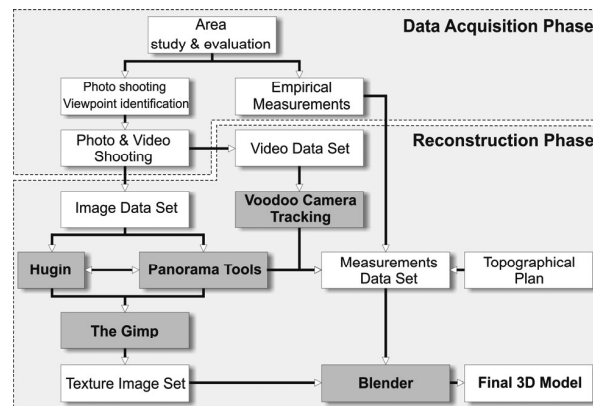 Area
study & evaluation
Data Acquisition Phase
Photo shooting
Viewpoint identification
Empirical
Measurements
Photo & Video
Shooting
Video Data Set
Reconstruction Phase
Image Data Set
Voodoo Camera
Tracking
Hugin
Panorama Tools
Measurements
Data Set
Topographical
Plan
The Gimp
Texture Image Set
Blender
Final 3D Model